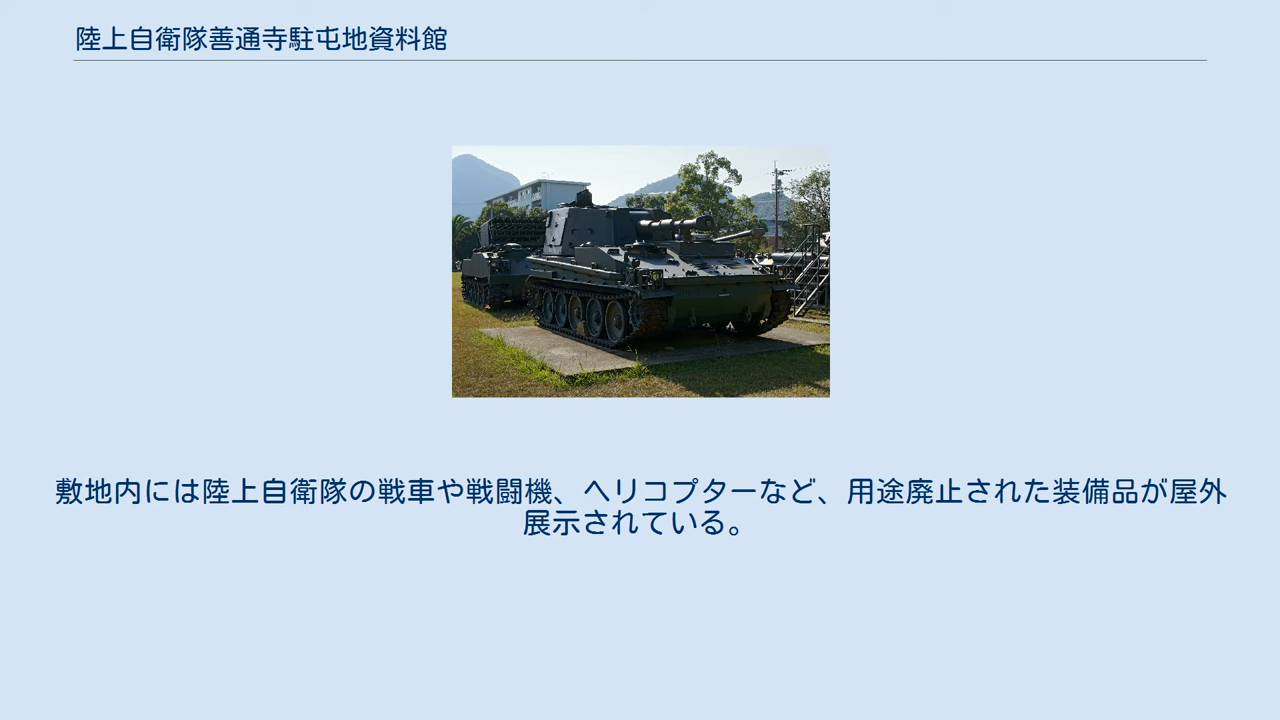 陸上自衛隊善通寺駐屯地資料館
敷地内には陸上自衛隊の戦車や戦闘機、ヘリコプターなど、用途廃止された装備品が屋外
展示されている。